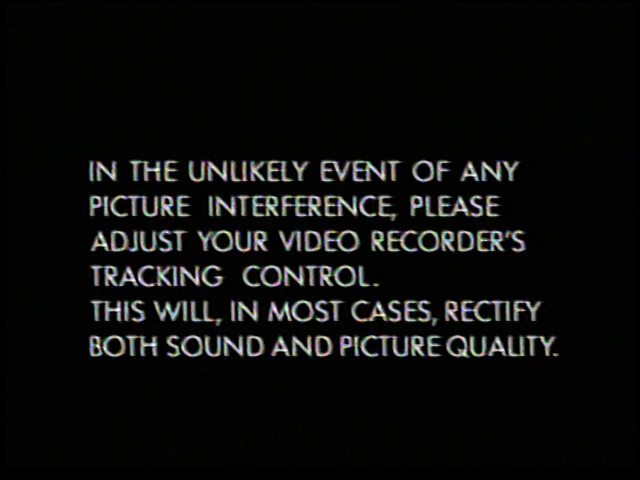 IN THE UNLIKELY EVENT OF ANY
PICTURE INTERFERENCE, PLEASE
ADJUST YOUR VIDEO RECORDER'S
TRACKING CONTROL.
THIS WILL, IN MOST CASES, RECTIFY
BOTH SOUND AND PICTURE QUALITY.